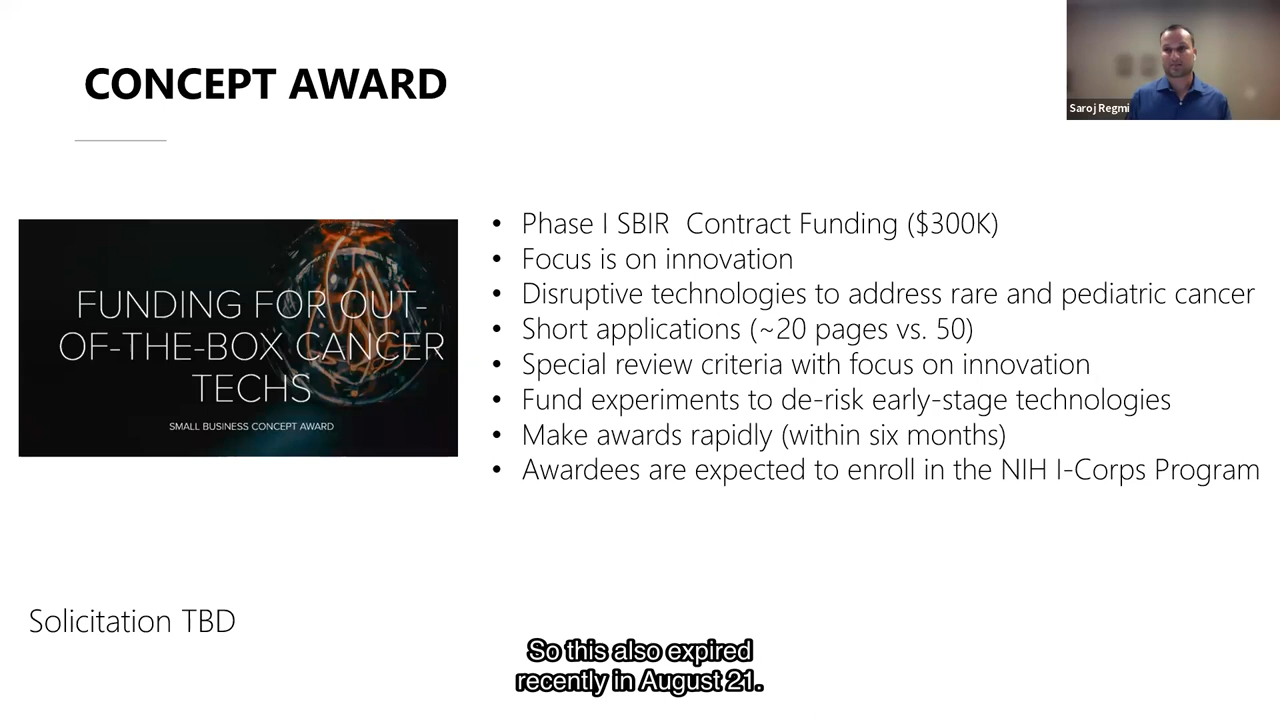 CONCEPT AWARD
Saroj Regmi
FUNDING FOR OUT-
OF-THE-BOX CANCER
TECHS
SMALL BUSINESS CONCEPT AWARD
• Phase I SBIR Contract Funding ($300K)
• Focus is on innovation
• Disruptive technologies to address rare and pediatric cancer
• Short applications (~20 pages vs. 50)
• Special review criteria with focus on innovation
• Fund experiments to de-risk early-stage technologies
• Make awards rapidly (within six months)
• Awardees are expected to enroll in the NIH I-Corps Program
Solicitation TBD
So this also expired
recently in August 21.